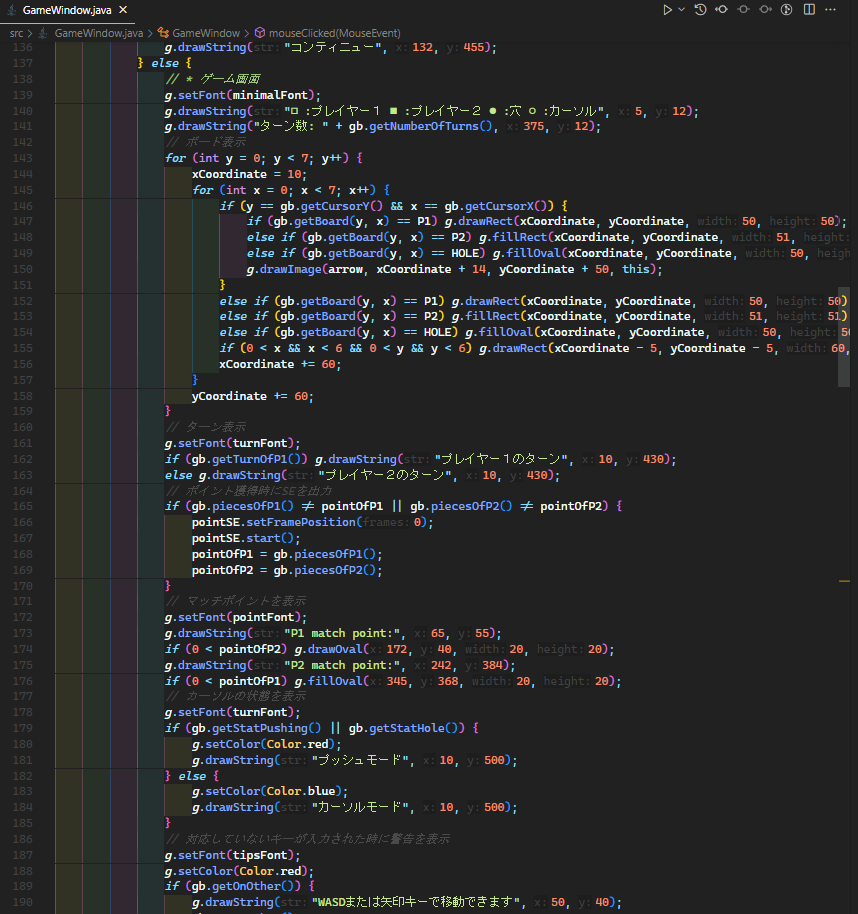 GameWindow.java
src > GameWindow.java > GameWindow > mouseClicked(MouseEvent)
136 g.drawString(str: "コンティニュー", x: 132, y: 455);
137 } else {
138 // * ゲーム画面
139 g.setFont(minimalFont);
140 g.drawString(str: "□ :プレイヤー１ ■ :プレイヤー２ ● :穴 ○ :カーソル", x: 5, y: 12);
141 g.drawString("ターン数: " + gb.getNumberOfTurns(), x: 375, y: 12);
142 // ボード表示
143 for (int y = 0; y < 7; y++) {
144 xCoordinate = 10;
145 for (int x = 0; x < 7; x++) {
146 if (y == gb.getCursorY() && x == gb.getCursorX()) {
147 if (gb.getBoard(y, x) == P1) g.drawRect(xCoordinate, yCoordinate, width: 50, height: 50);
148 else if (gb.getBoard(y, x) == P2) g.fillRect(xCoordinate, yCoordinate, width: 51, height:
149 else if (gb.getBoard(y, x) == HOLE) g.fillOval(xCoordinate, yCoordinate, width: 50, heigh
150 g.drawImage(arrow, xCoordinate + 14, yCoordinate + 50, this);
151 }
152 else if (gb.getBoard(y, x) == P1) g.drawRect(xCoordinate, yCoordinate, width: 50, height: 50)
153 else if (gb.getBoard(y, x) == P2) g.fillRect(xCoordinate, yCoordinate, width: 51, height: 51)
154 else if (gb.getBoard(y, x) == HOLE) g.fillOval(xCoordinate, yCoordinate, width: 50, height: 50
155 if (0 < x && x < 6 && 0 < y && y < 6) g.drawRect(xCoordinate - 5, yCoordinate - 5, width: 60,
156 xCoordinate += 60;
157 }
158 yCoordinate += 60;
159 }
160 // ターン表示
161 g.setFont(turnFont);
162 if (gb.getTurnOfP1()) g.drawString(str: "プレイヤー１のターン", x: 10, y: 430);
163 else g.drawString(str: "プレイヤー２のターン", x: 10, y: 430);
164 // ポイント獲得時にSEを出力
165 if (gb.piecesOfP1() != pointOfP1 || gb.piecesOfP2() != pointOfP2) {
166 pointSE.setFramePosition(frames: 0);
167 pointSE.start();
168 pointOfP1 = gb.piecesOfP1();
169 pointOfP2 = gb.piecesOfP2();
170 }
171 // マッチポイントを表示
172 g.setFont(pointFont);
173 g.drawString(str: "P1 match point:", x: 65, y: 55);
174 if (0 < pointOfP2) g.drawOval(x: 172, y: 40, width: 20, height: 20);
175 g.drawString(str: "P2 match point:", x: 242, y: 384);
176 if (0 < pointOfP1) g.fillOval(x: 345, y: 368, width: 20, height: 20);
177 // カーソルの状態を表示
178 g.setFont(turnFont);
179 if (gb.getStatPushing() || gb.getStatHole()) {
180 g.setColor(Color.red);
181 g.drawString(str: "プッシュモード", x: 10, y: 500);
182 } else {
183 g.setColor(Color.blue);
184 g.drawString(str: "カーソルモード", x: 10, y: 500);
185 }
186 // 対応していないキーが入力された時に警告を表示
187 g.setFont(tipsFont);
188 g.setColor(Color.red);
189 if (gb.getOnOther()) {
190 g.drawString(str: "WASDまたは矢印キーで移動できます", x: 50, y: 40);